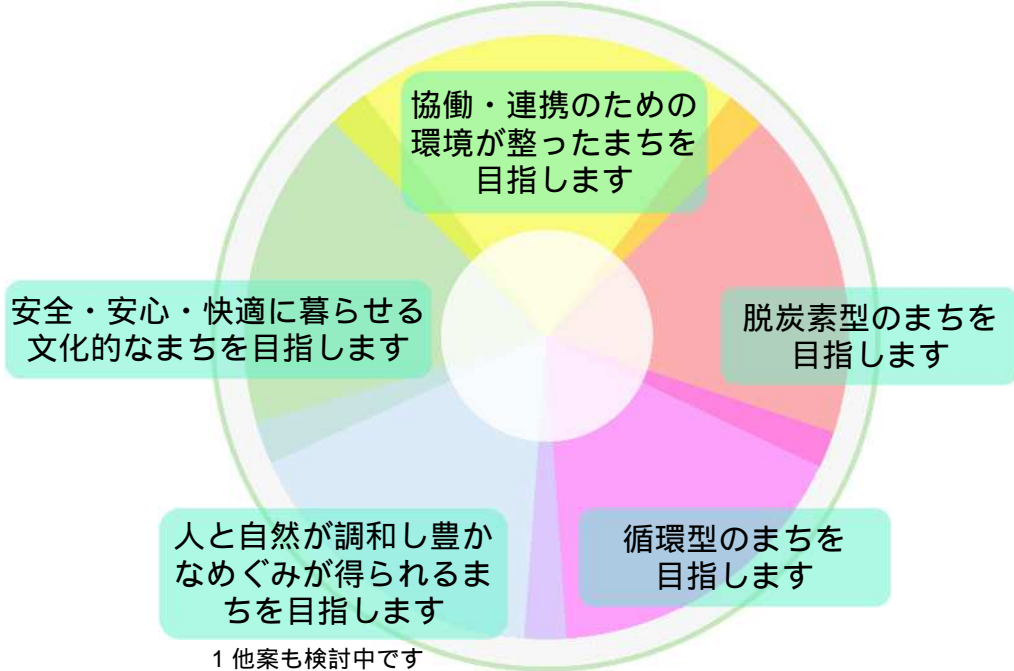 協働・連携のための
環境が整ったまちを
目指します
安全・安心・快適に暮らせる
文化的なまちを目指します
脱炭素型のまちを
目指します
人と自然が調和し豊か
なめぐみが得られるま
ちを目指します
循環型のまちを
目指します
1 他案も検討中です